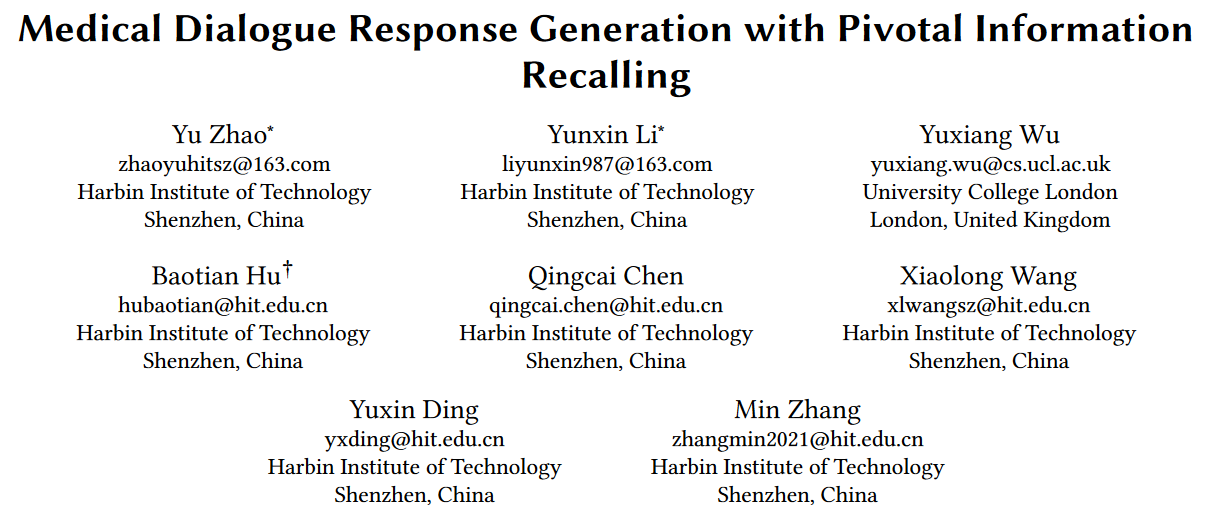 Medical Dialogue Response Generation with Pivotal Information
Recalling
Yu Zhao*
zhaoyuhitsz@163.com
Harbin Institute of Technology
Shenzhen, China
Yunxin Li*
liyunxin987@163.com
Harbin Institute of Technology
Shenzhen, China
Yuxiang Wu
yuxiang.wu@cs.ucl.ac.uk
University College London
London, United Kingdom
Baotian Hu†
hubaotian@hit.edu.cn
Harbin Institute of Technology
Shenzhen, China
Qingcai Chen
qingcai.chen@hit.edu.cn
Harbin Institute of Technology
Shenzhen, China
Xiaolong Wang
xlwangsz@hit.edu.cn
Harbin Institute of Technology
Shenzhen, China
Yuxin Ding
yxding@hit.edu.cn
Harbin Institute of Technology
Shenzhen, China
Min Zhang
zhangmin2021@hit.edu.cn
Harbin Institute of Technology
Shenzhen, China